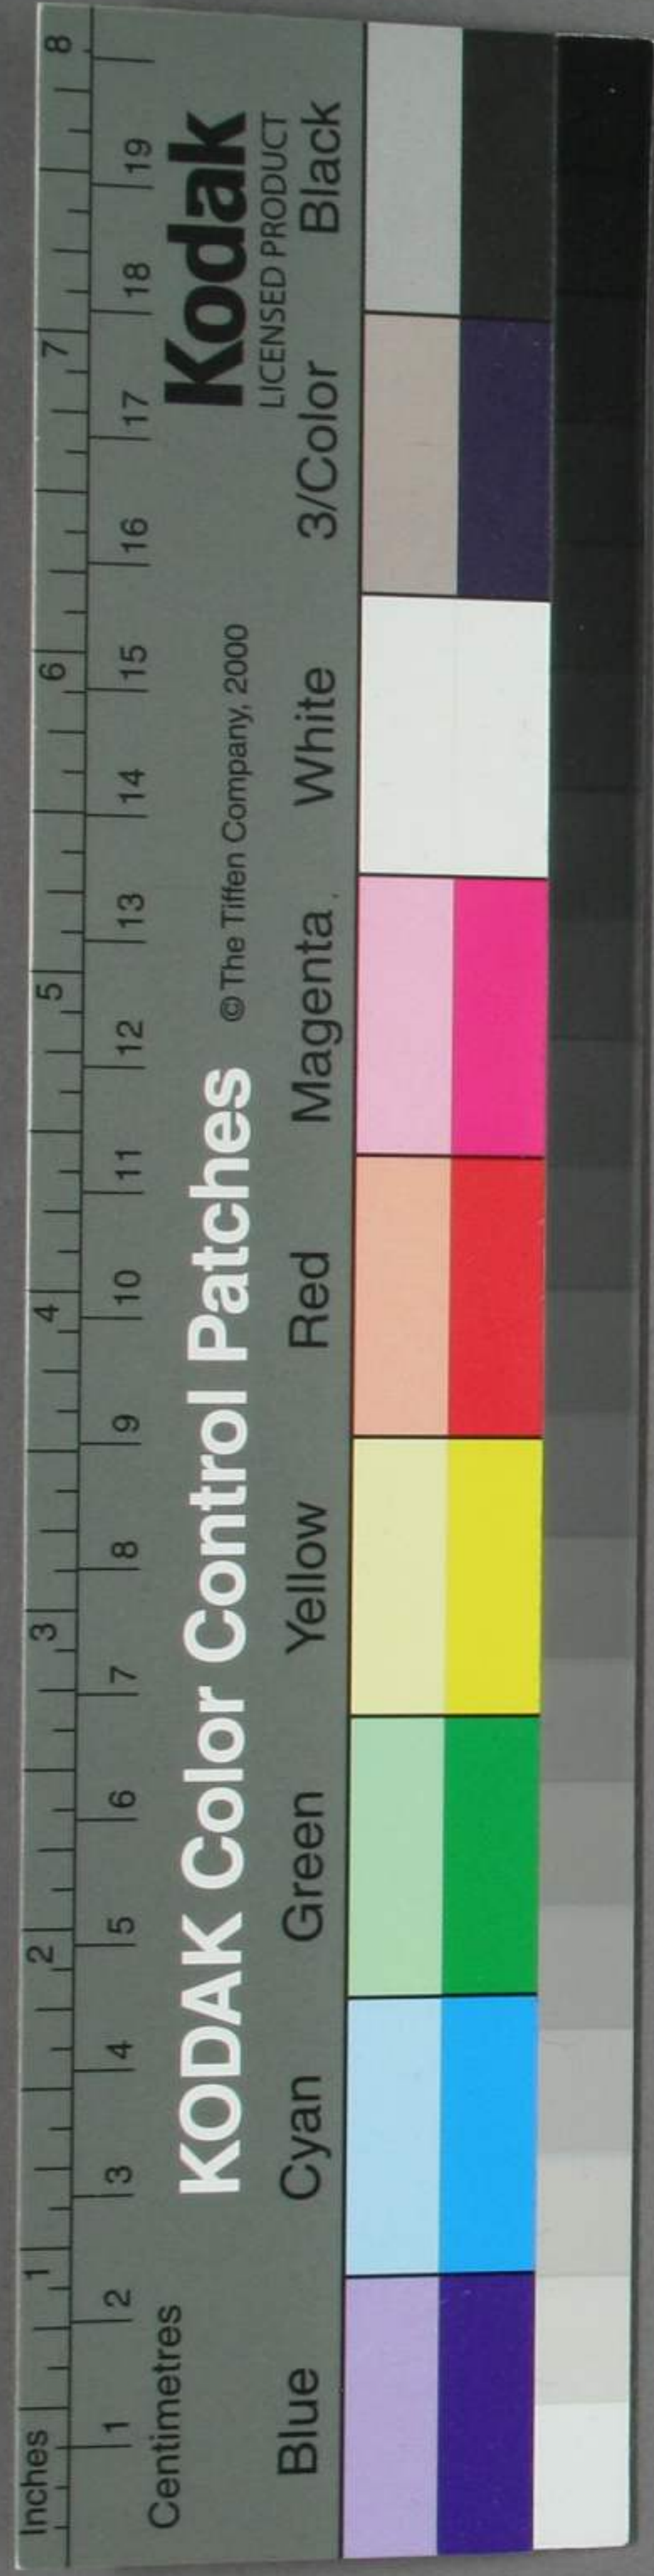 Inches 1 2 3 4 5 6 7 8
1 2 3 4 5 6 7 8 9 10 11 12 13 14 15 16 17 18 19
Centimetres
KODAK Color Control Patches © The Tiffen Company, 2000 Kodak
LICENSED PRODUCT
Blue Cyan Green Yellow Red Magenta White 3/Color Black